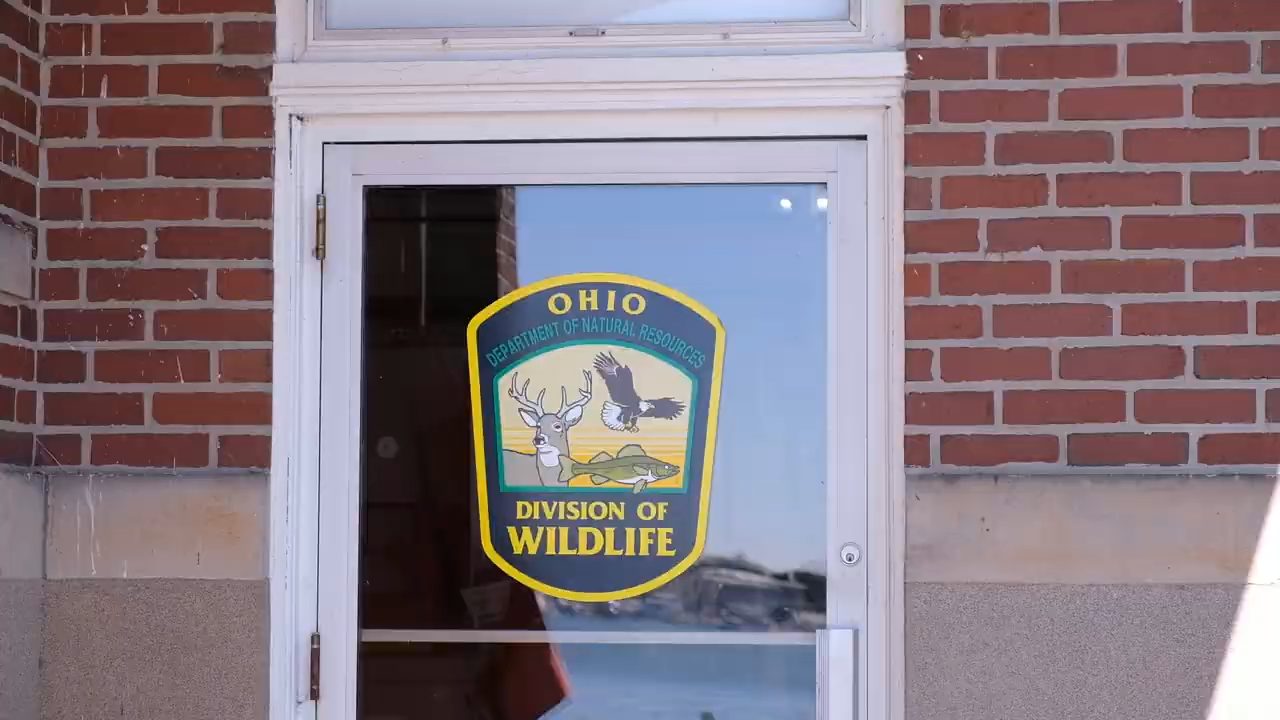 OHIO
DEPARTMENT OF NATURAL RESOURCES
DIVISION OF
WILDLIFE